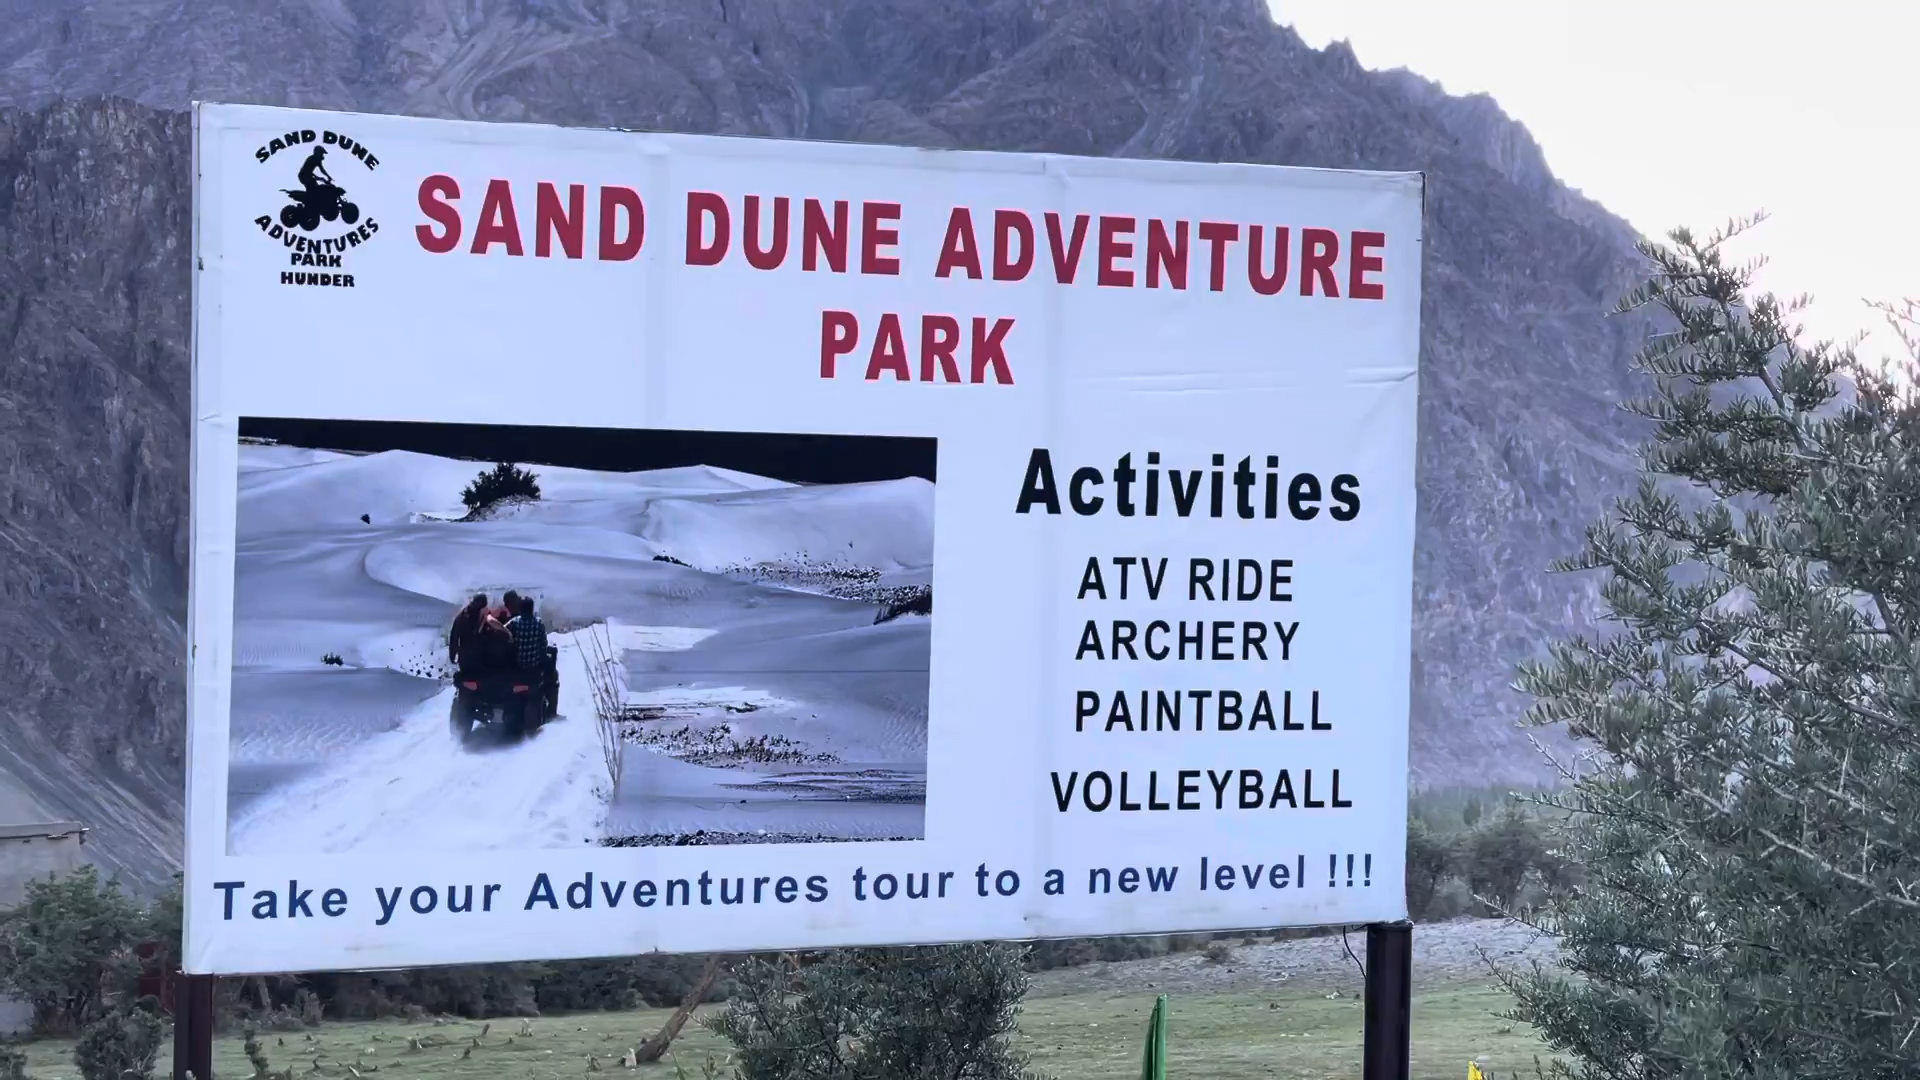 SAND DUNE
ADVENTURES
PARK
HUNDER
SAND DUNE ADVENTURE
PARK
Activities
ATV RIDE
ARCHERY
PAINTBALL
VOLLEYBALL
Take your Adventures tour to a new level !!!